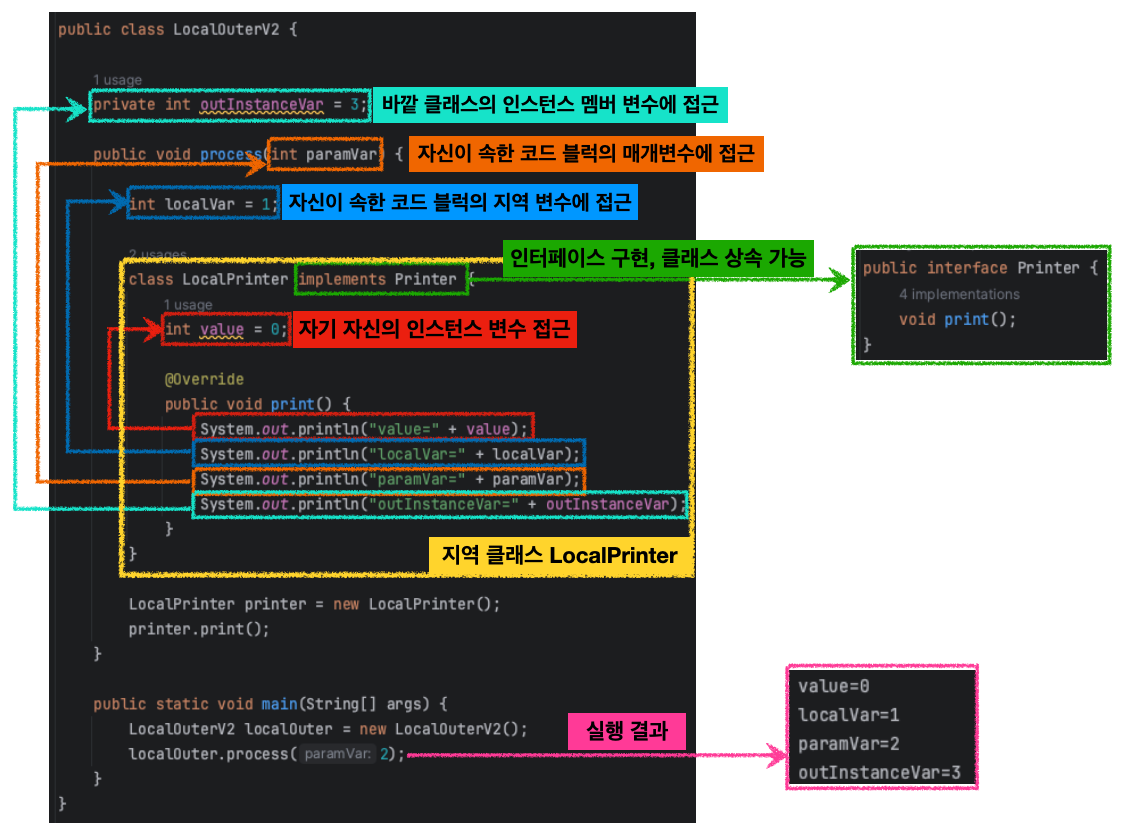 public class LocalOuterV2 {
1 usage
private int outInstanceVar = 3; 바깥 클래스의 인스턴스 멤버 변수에 접근
public void process(int paramVar) { 자신이 속한 코드 블럭의 매개변수에 접근
int localVar = 1; 자신이 속한 코드 블럭의 지역 변수에 접근
2 usages
인터페이스 구현, 클래스 상속 가능
class LocalPrinter implements Printer {
1 usage
int value = 0; 자기 자신의 인스턴스 변수 접근
@Override
public void print() {
System.out.println("value=" + value);
System.out.println("localVar=" + localVar);
System.out.println("paramVar=" + paramVar);
System.out.println("outInstanceVar=" + outInstanceVar);
}
}
지역 클래스 LocalPrinter
LocalPrinter printer = new LocalPrinter();
printer.print();
}
public static void main(String[] args) {
LocalOuterV2 localOuter = new LocalOuterV2();
localOuter.process( paramVar: 2);
}
}
public interface Printer {
4 implementations
void print();
}
실행 결과
value=0
localVar=1
paramVar=2
outInstanceVar=3